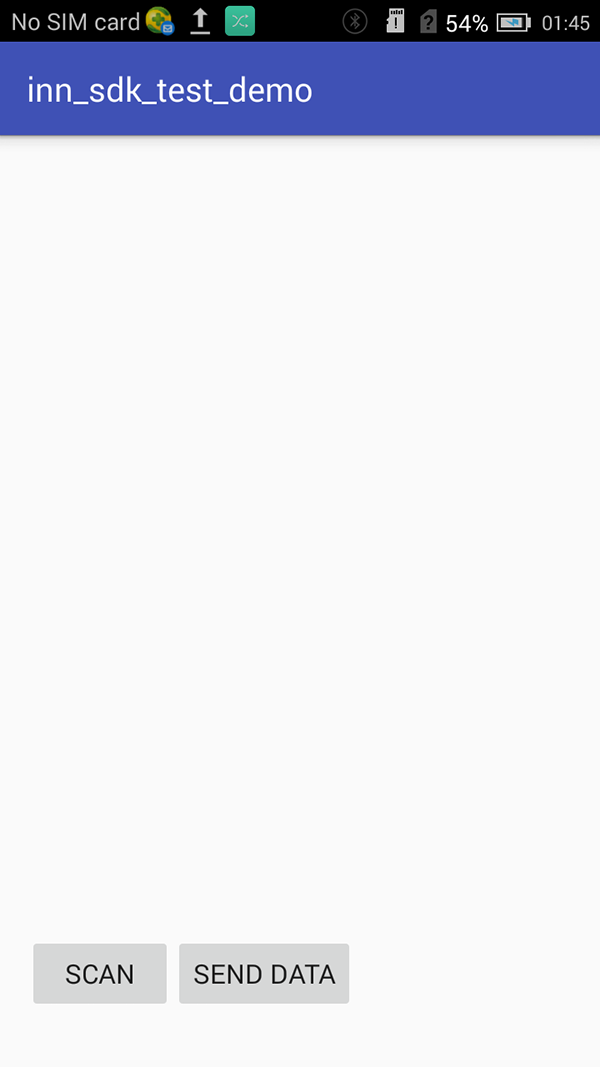 No SIM card 54% 01:45
inn_sdk_test_demo
SCAN SEND DATA